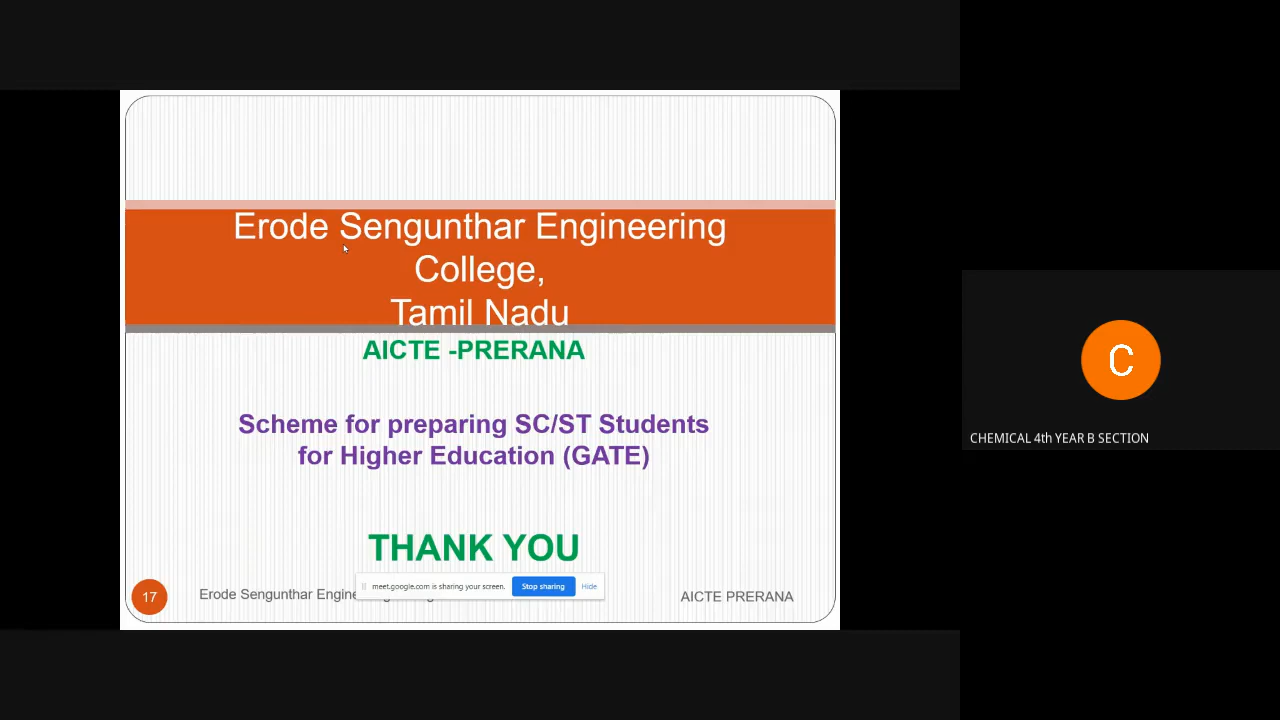 Erode Sengunthar Engineering
College,
Tamil Nadu
AICTE -PRERANA
Scheme for preparing SC/ST Students
for Higher Education (GATE)
THANK YOU
17
Erode Sengunthar Engine
meet.google.com is sharing your screen.
Stop sharing
Hide
AICTE PRERANA
C
CHEMICAL 4th YEAR B SECTION